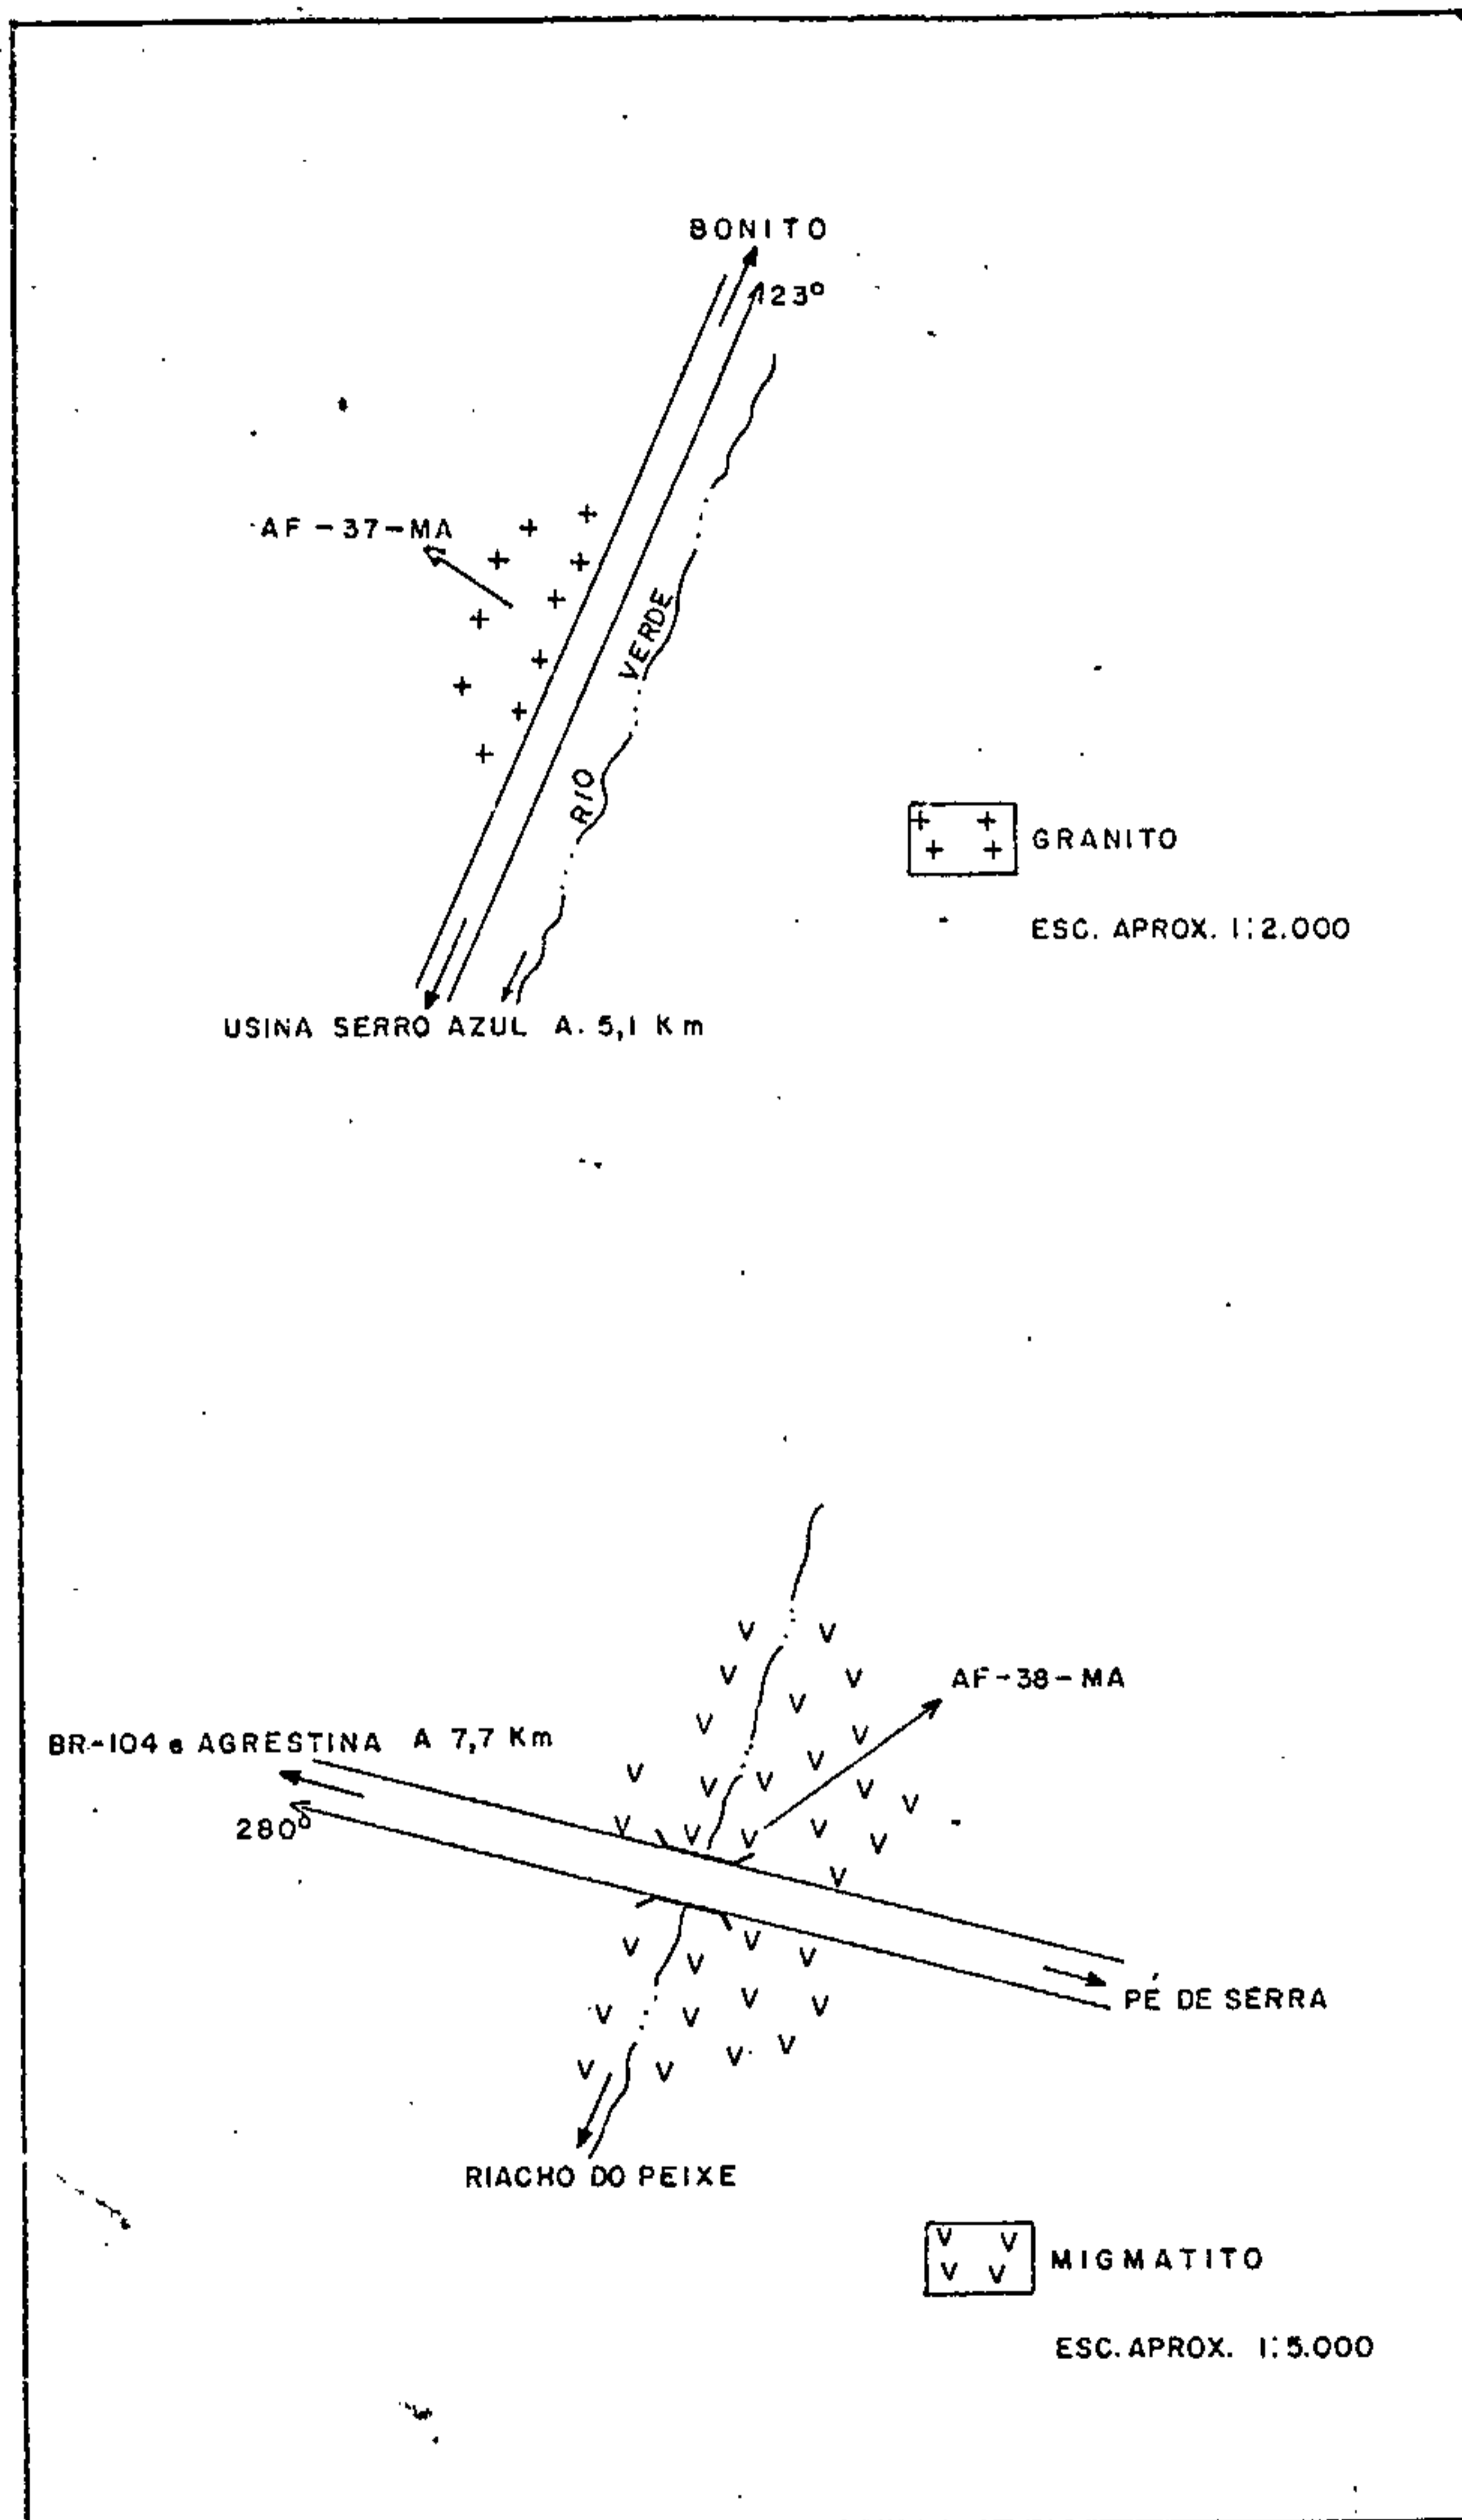 BONITO
23º
AF-37-MA
RIO VERDE
GRANITO
ESC. APROX. 1:2.000
USINA SERRO AZUL A. 5,1 Km
AF-38-MA
BR-104 e AGRESTINA A 7,7 Km
280º
PÉ DE SERRA
RIACHO DO PEIXE
MIGMATITO
ESC. APROX. 1:5.000